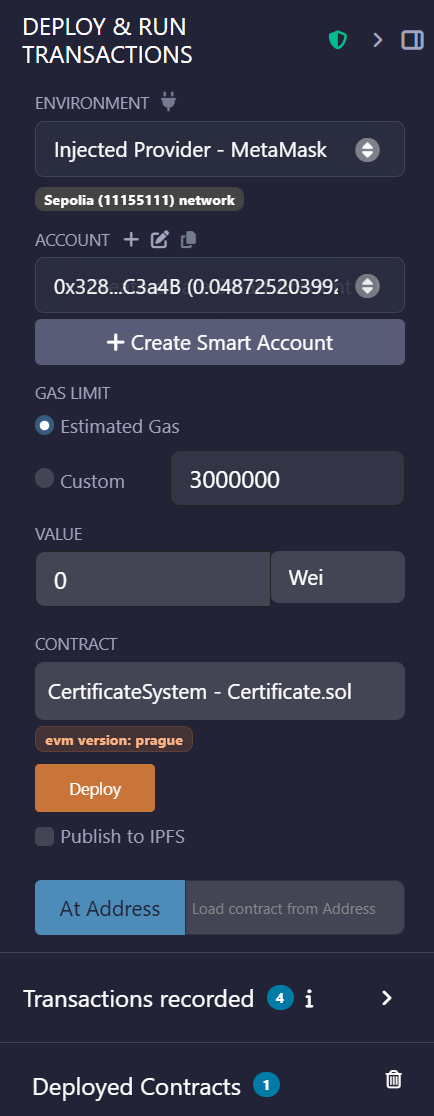 DEPLOY & RUN
TRANSACTIONS
ENVIRONMENT
Injected Provider - MetaMask
Sepolia (11155111) network
ACCOUNT
0x328...C3a4B (0.04872520399
Create Smart Account
GAS LIMIT
Estimated Gas
Custom
3000000
VALUE
0
Wei
CONTRACT
CertificateSystem - Certificate.sol
evm version: prague
Deploy
Publish to IPFS
At Address
Load contract from Address
Transactions recorded 4 i
Deployed Contracts 1